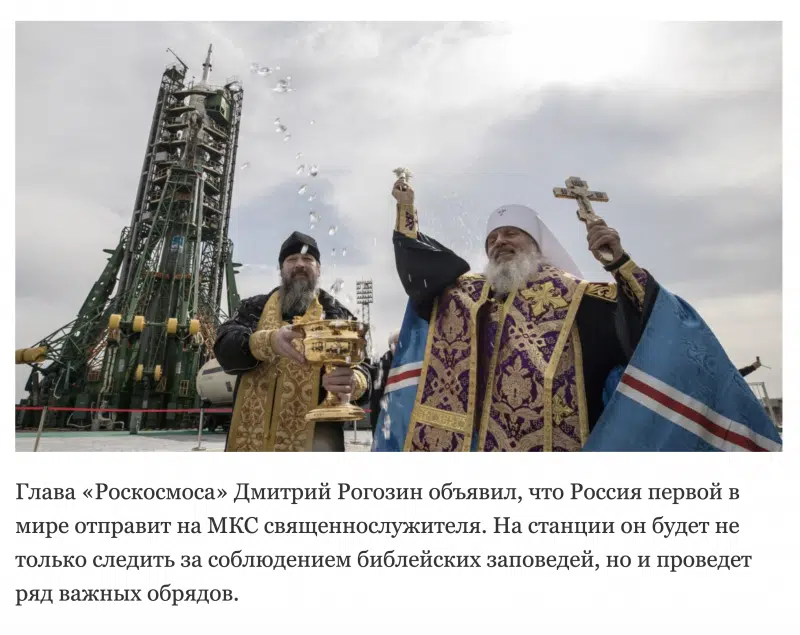 Глава «Роскосмоса» Дмитрий Рогозин объявил, что Россия первой в
мире отправит на МКС священнослужителя. На станции он будет не
только следить за соблюдением библейских заповедей, но и проведет
ряд важных обрядов.